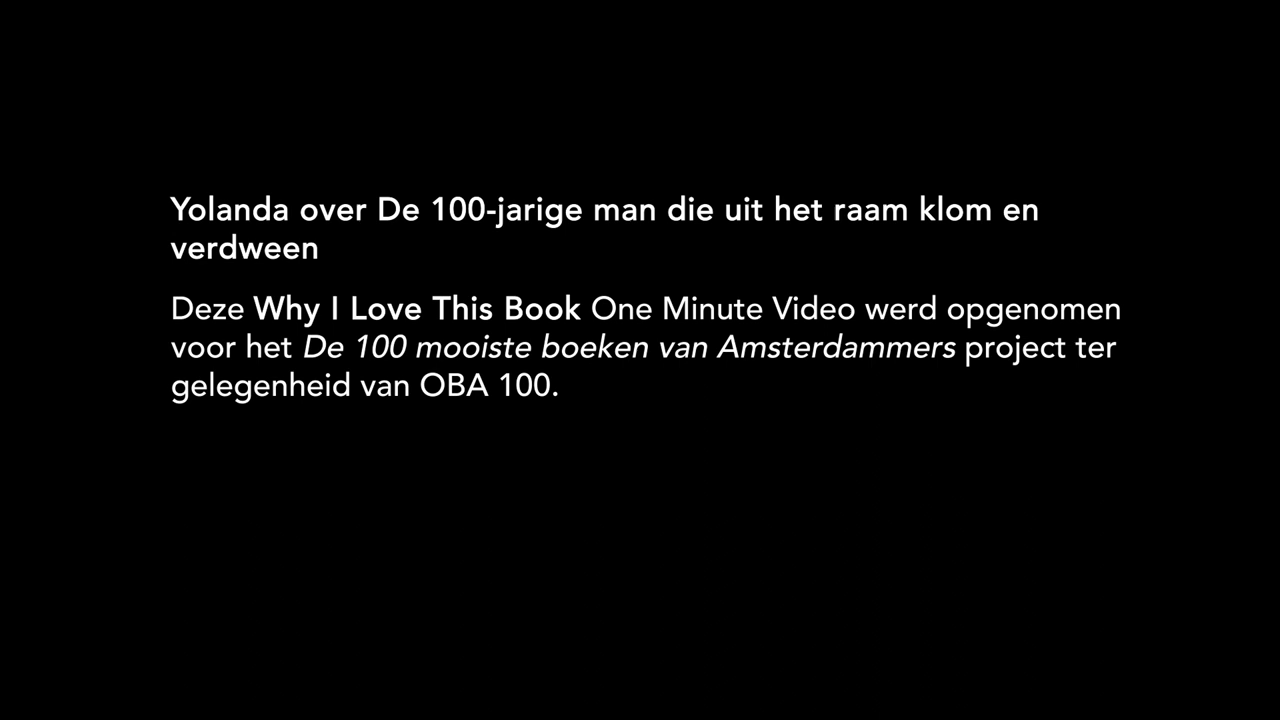 Yolanda over De 100-jarige man die uit het raam klom en
verdween
Deze Why I Love This Book One Minute Video werd opgenomen
voor het De 100 mooiste boeken van Amsterdammers project ter
gelegenheid van OBA 100.